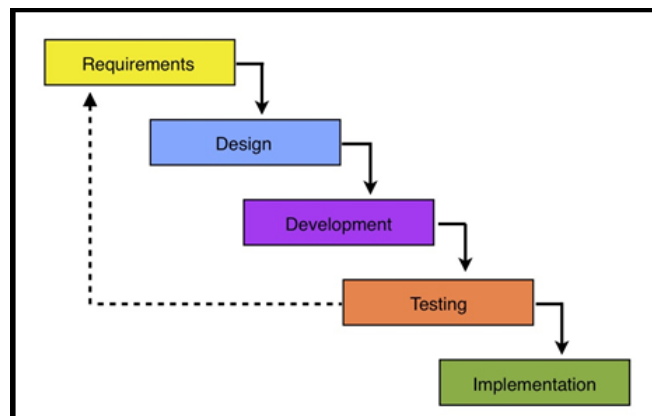 Requirements
Design
Development
Testing
Implementation